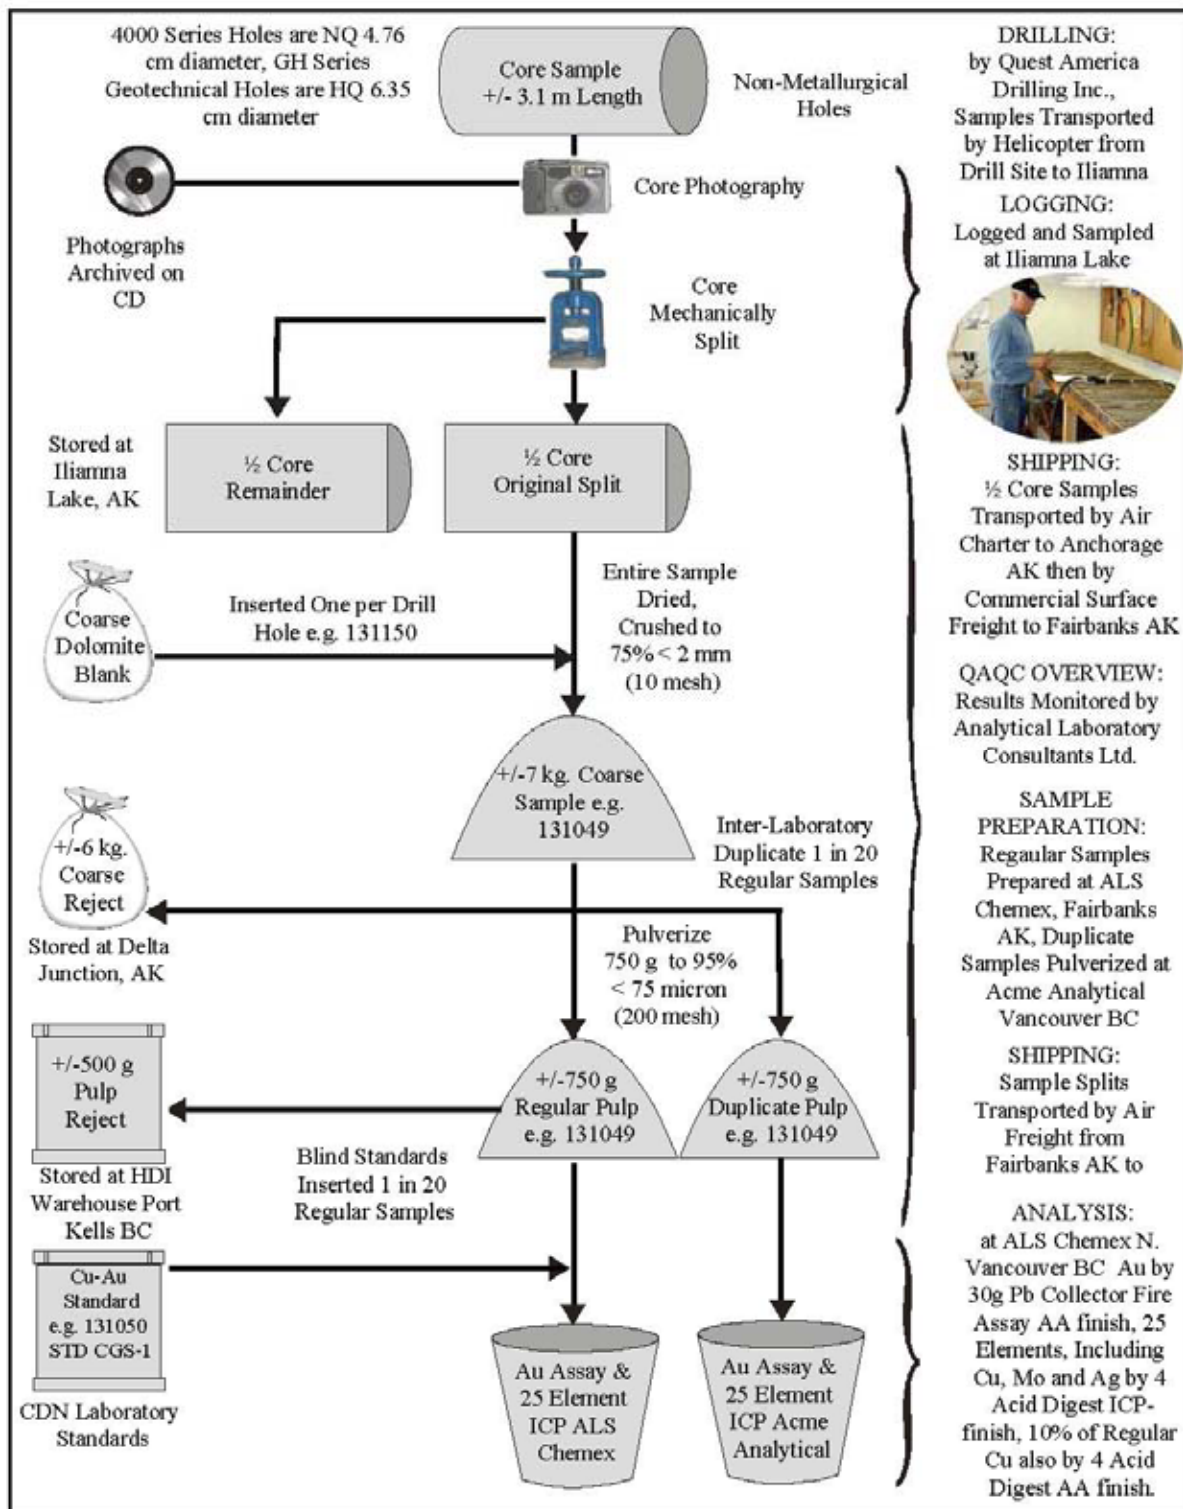 4000 Series Holes are NQ 4.76
cm diameter, GH Series
Geotechnical Holes are HQ 6.35
cm diameter
Core Sample
+/- 3.1 m Length
Non-Metallurgical
Holes
Core Photography
Photographs
Archived on
CD
Core
Mechanically
Split
Stored at
Iliamna
Lake, AK
½ Core
Remainder
½ Core
Original Split
Coarse
Dolomite
Blank
Inserted One per Drill
Hole e.g. 131150
Entire Sample
Dried,
Crushed to
75% < 2 mm
(10 mesh)
+/-7 kg. Coarse
Sample e.g.
131049
+/-6 kg.
Coarse
Reject
Stored at Delta
Junction, AK
Inter-Laboratory
Duplicate 1 in 20
Regular Samples
Pulverize
750 g to 95%
< 75 micron
(200 mesh)
+/-500 g
Pulp
Reject
Stored at HDI
Warehouse Port
Kells BC
+/-750 g
Regular Pulp
e.g. 131049
+/-750 g
Duplicate Pulp
e.g. 131049
Blind Standards
Inserted 1 in 20
Regular Samples
Cu-Au
Standard
e.g. 131050
STD CGS-1
CDN Laboratory
Standards
Au Assay &
25 Element
ICP ALS
Chemex
Au Assay &
25 Element
ICP Acme
Analytical
DRILLING:
by Quest America
Drilling Inc.,
Samples Transported
by Helicopter from
Drill Site to Iliamna
LOGGING:
Logged and Sampled
at Iliamna Lake
SHIPPING:
½ Core Samples
Transported by Air
Charter to Anchorage
AK then by
Commercial Surface
Freight to Fairbanks AK
QAQC OVERVIEW:
Results Monitored by
Analytical Laboratory
Consultants Ltd.
SAMPLE
PREPARATION:
Regaular Samples
Prepared at ALS
Chemex, Fairbanks
AK, Duplicate
Samples Pulverized at
Acme Analytical
Vancouver BC
SHIPPING:
Sample Splits
Transported by Air
Freight from
Fairbanks AK to
ANALYSIS:
at ALS Chemex N.
Vancouver BC Au by
30g Pb Collector Fire
Assay AA finish, 25
Elements, Including
Cu, Mo and Ag by 4
Acid Digest ICP-
finish, 10% of Regular
Cu also by 4 Acid
Digest AA finish.